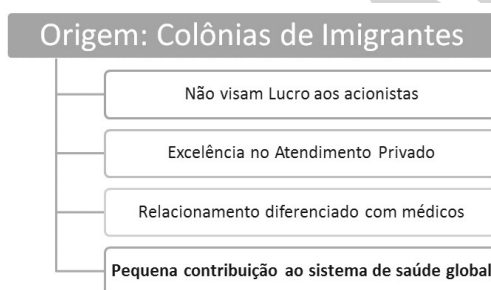 Origem: Colônias de Imigrantes
Não visam Lucro aos acionistas
Excelência no Atendimento Privado
Relacionamento diferenciado com médicos
Pequena contribuição ao sistema de saúde global